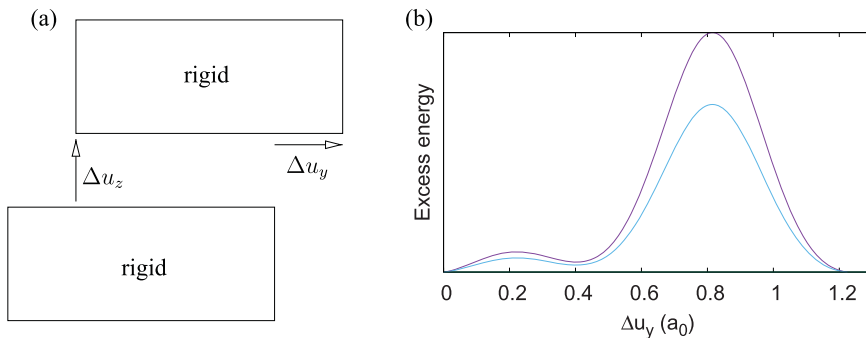 (a)
rigid
Δu_z
Δu_y
rigid
(b)
Excess energy
0 0.2 0.4 0.6 0.8 1 1.2
Δu_y (a_0)